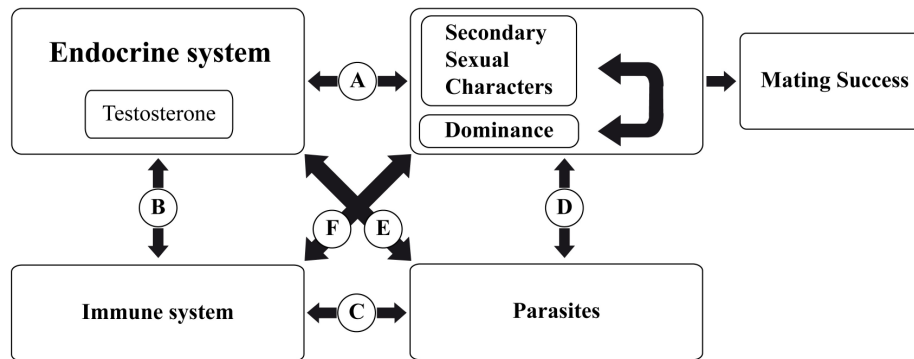 Endocrine system
Testosterone
A
Secondary
Sexual
Characters
Dominance
Mating Success
B
F
E
D
Immune system
C
Parasites